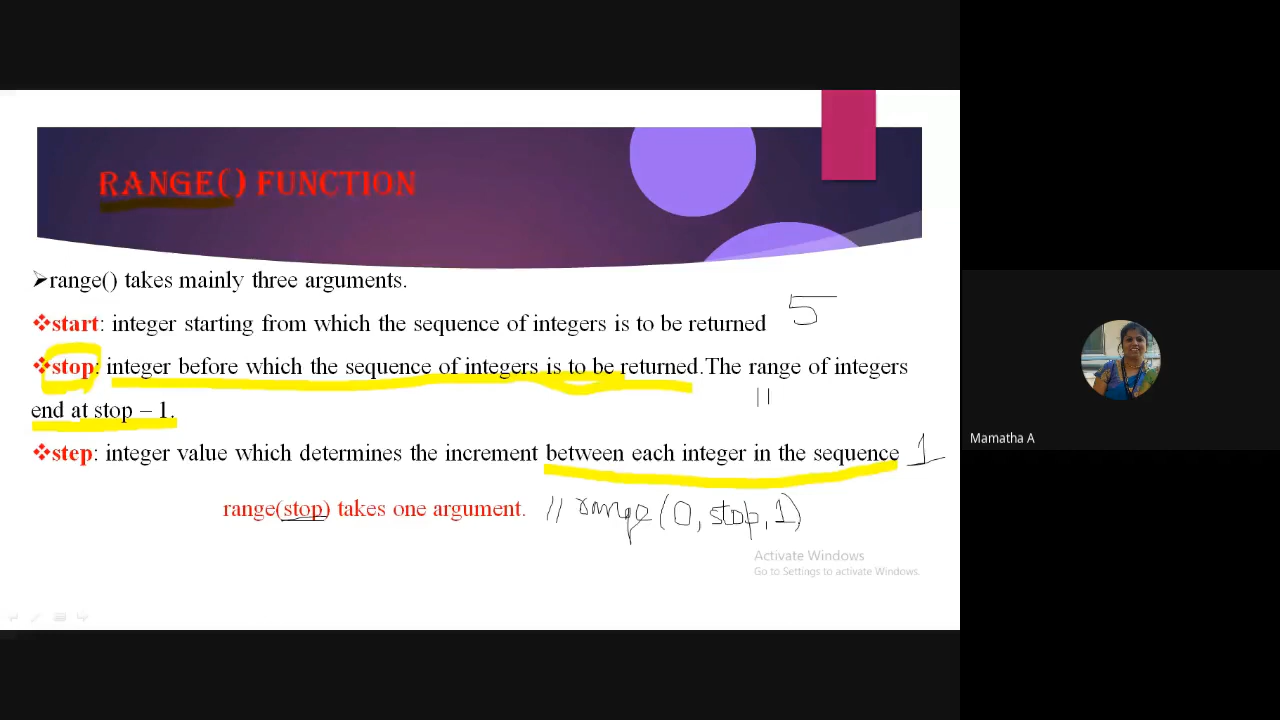 RANGE() FUNCTION
➤range() takes mainly three arguments.
❖start: integer starting from which the sequence of integers is to be returned 5
❖stop: integer before which the sequence of integers is to be returned.The range of integers
end at stop – 1. 11
❖step: integer value which determines the increment between each integer in the sequence 1
range(stop) takes one argument. // range(0, stop, 1)
Activate Windows
Go to Settings to activate Windows.
Mamatha A